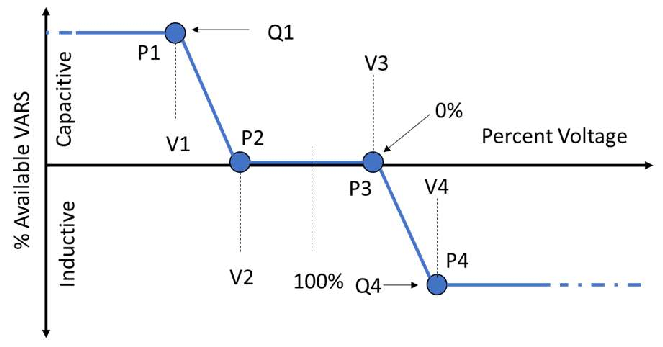 Q1
P1
V3
Capacitive
0%
V1
P2
Percent Voltage
% Available VARS
P3
V4
Inductive
P4
V2
100%
Q4